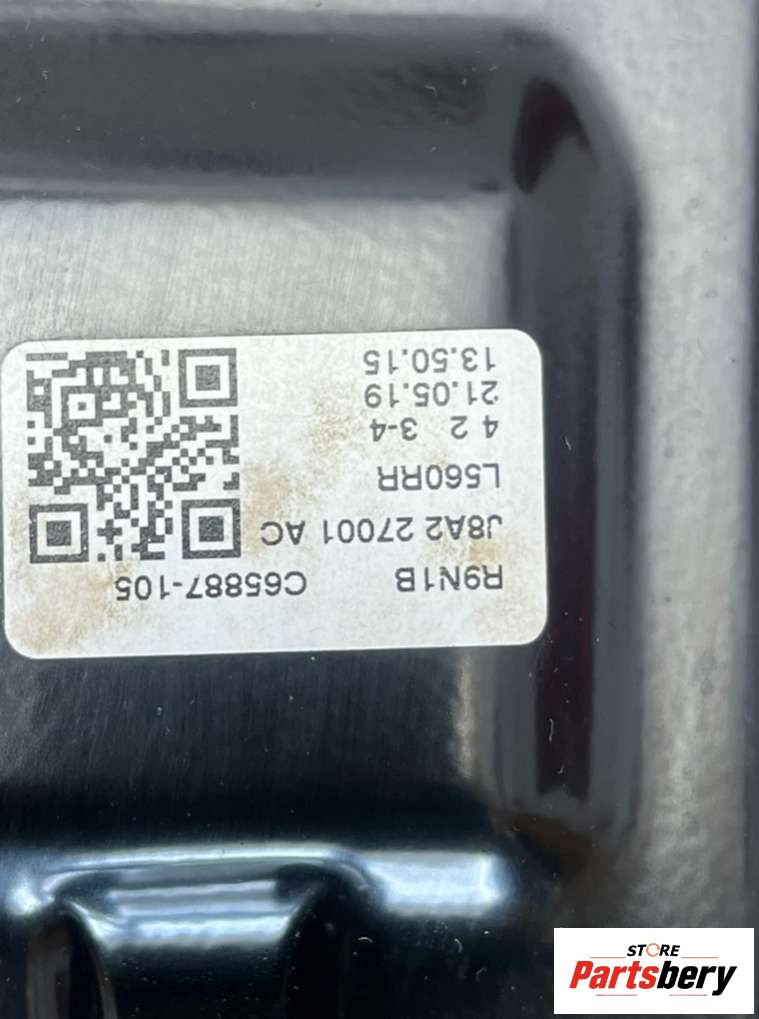 R9N1B C65887-105
J8A2 27001 AC
L560RR
4 2 3-4
21.05.19
13.50.15
STORE
Partsbery